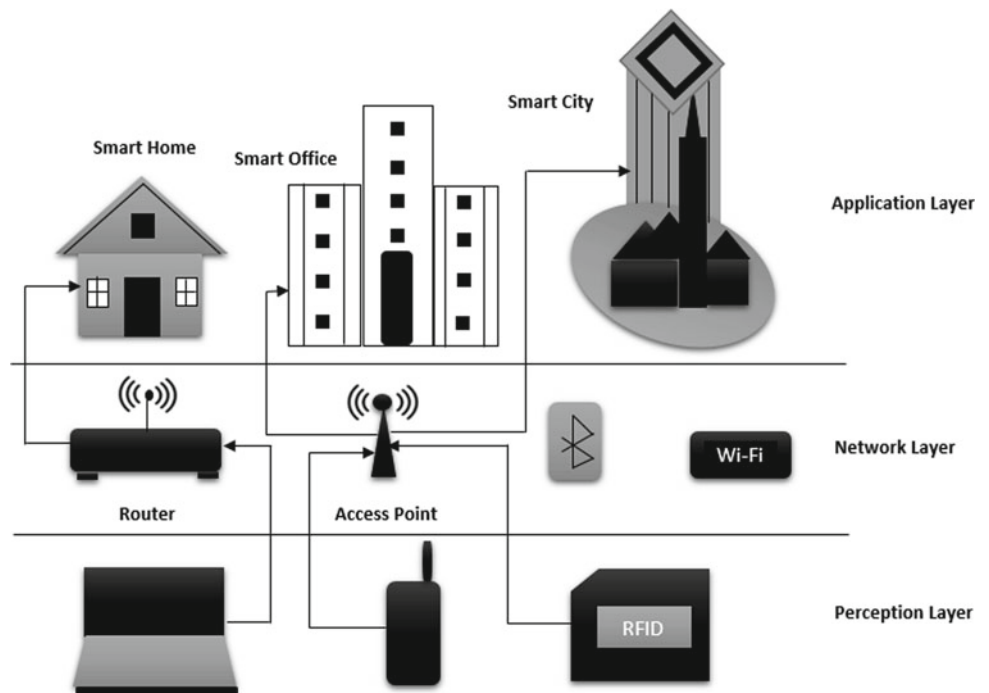 Smart City
Smart Home
Smart Office
Application Layer
Wi-Fi
Network Layer
Router
Access Point
RFID
Perception Layer